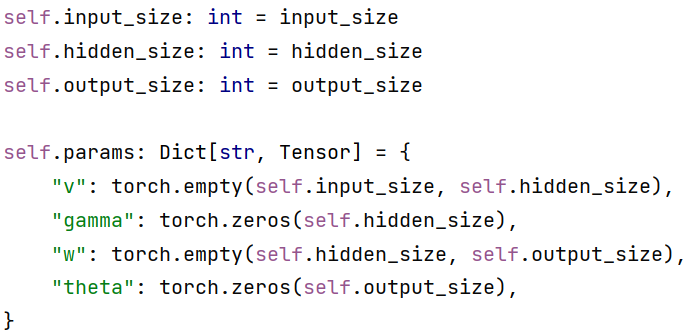 self.input_size: int = input_size
self.hidden_size: int = hidden_size
self.output_size: int = output_size

self.params: Dict[str, Tensor] = {
    "v": torch.empty(self.input_size, self.hidden_size),
    "gamma": torch.zeros(self.hidden_size),
    "w": torch.empty(self.hidden_size, self.output_size),
    "theta": torch.zeros(self.output_size),
}